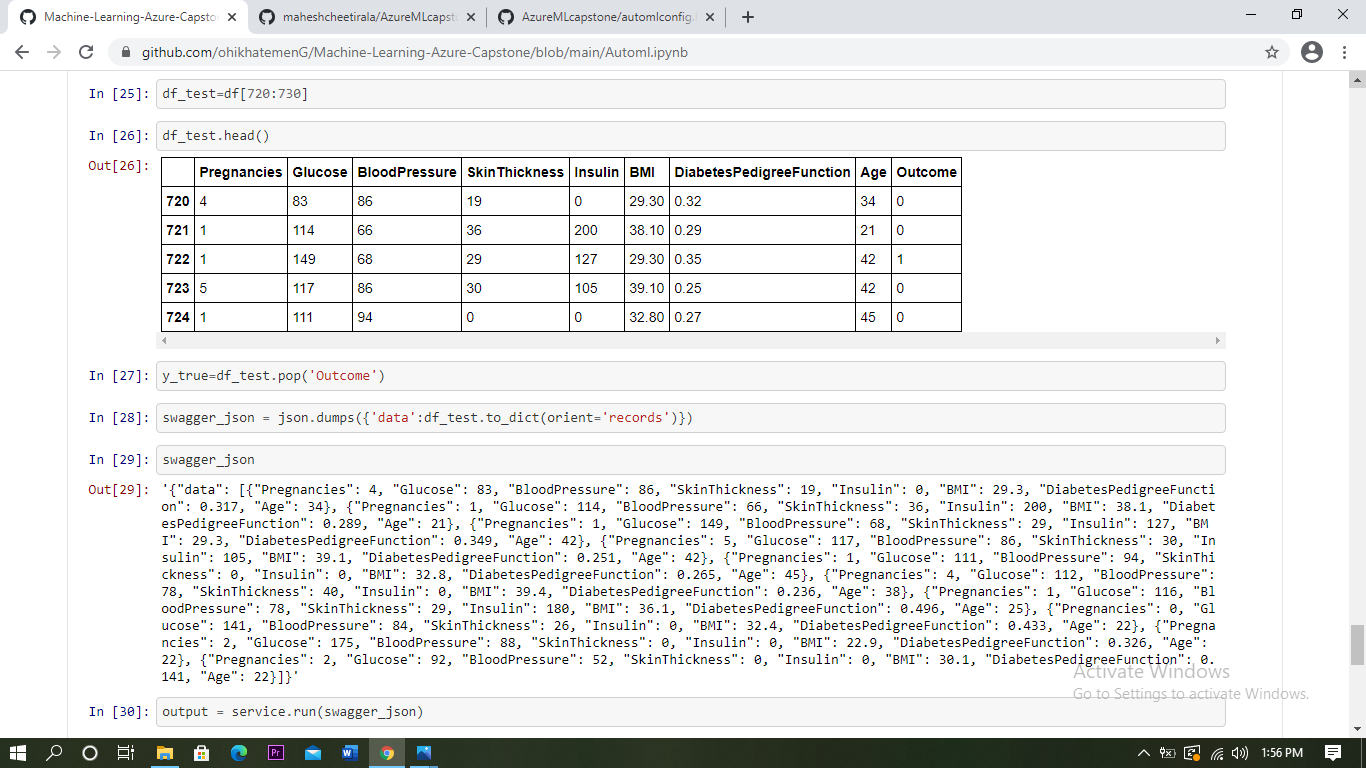 Machine-Learning-Azure-Capsto
maheshcheetirala/AzureMLcapst
AzureMLcapstone/automlconfig.
github.com/ohikhatemenG/Machine-Learning-Azure-Capstone/blob/main/Automl.ipynb
In [25]: df_test=df[720:730]
In [26]: df_test.head()
Out[26]:
Pregnancies Glucose BloodPressure SkinThickness Insulin BMI DiabetesPedigreeFunction Age Outcome
720 4 83 86 19 0 29.30 0.32 34 0
721 1 114 66 36 200 38.10 0.29 21 0
722 1 149 68 29 127 29.30 0.35 42 1
723 5 117 86 30 105 39.10 0.25 42 0
724 1 111 94 0 0 32.80 0.27 45 0
In [27]: y_true=df_test.pop('Outcome')
In [28]: swagger_json = json.dumps({'data':df_test.to_dict(orient='records')})
In [29]: swagger_json
Out[29]: '{"data": [{"Pregnancies": 4, "Glucose": 83, "BloodPressure": 86, "SkinThickness": 19, "Insulin": 0, "BMI": 29.3, "DiabetesPedigreeFuncti
on": 0.317, "Age": 34}, {"Pregnancies": 1, "Glucose": 114, "BloodPressure": 66, "SkinThickness": 36, "Insulin": 200, "BMI": 38.1, "Diabet
esPedigreeFunction": 0.289, "Age": 21}, {"Pregnancies": 1, "Glucose": 149, "BloodPressure": 68, "SkinThickness": 29, "Insulin": 127, "BM
I": 29.3, "DiabetesPedigreeFunction": 0.349, "Age": 42}, {"Pregnancies": 5, "Glucose": 117, "BloodPressure": 86, "SkinThickness": 30, "In
sulin": 105, "BMI": 39.1, "DiabetesPedigreeFunction": 0.251, "Age": 42}, {"Pregnancies": 1, "Glucose": 111, "BloodPressure": 94, "SkinThi
ckness": 0, "Insulin": 0, "BMI": 32.8, "DiabetesPedigreeFunction": 0.265, "Age": 45}, {"Pregnancies": 4, "Glucose": 112, "BloodPressure":
78, "SkinThickness": 40, "Insulin": 0, "BMI": 39.4, "DiabetesPedigreeFunction": 0.236, "Age": 38}, {"Pregnancies": 1, "Glucose": 116, "Bl
oodPressure": 78, "SkinThickness": 29, "Insulin": 180, "BMI": 36.1, "DiabetesPedigreeFunction": 0.496, "Age": 25}, {"Pregnancies": 0, "Gl
ucose": 141, "BloodPressure": 84, "SkinThickness": 26, "Insulin": 0, "BMI": 32.4, "DiabetesPedigreeFunction": 0.433, "Age": 22}, {"Pregna
ncies": 2, "Glucose": 175, "BloodPressure": 88, "SkinThickness": 0, "Insulin": 0, "BMI": 22.9, "DiabetesPedigreeFunction": 0.326, "Age":
22}, {"Pregnancies": 2, "Glucose": 92, "BloodPressure": 52, "SkinThickness": 0, "Insulin": 0, "BMI": 30.1, "DiabetesPedigreeFunction": 0.
141, "Age": 22}]}'
Activate Windows
Go to Settings to activate Windows.
In [30]: output = service.run(swagger_json)
Pr
W
1:56 PM